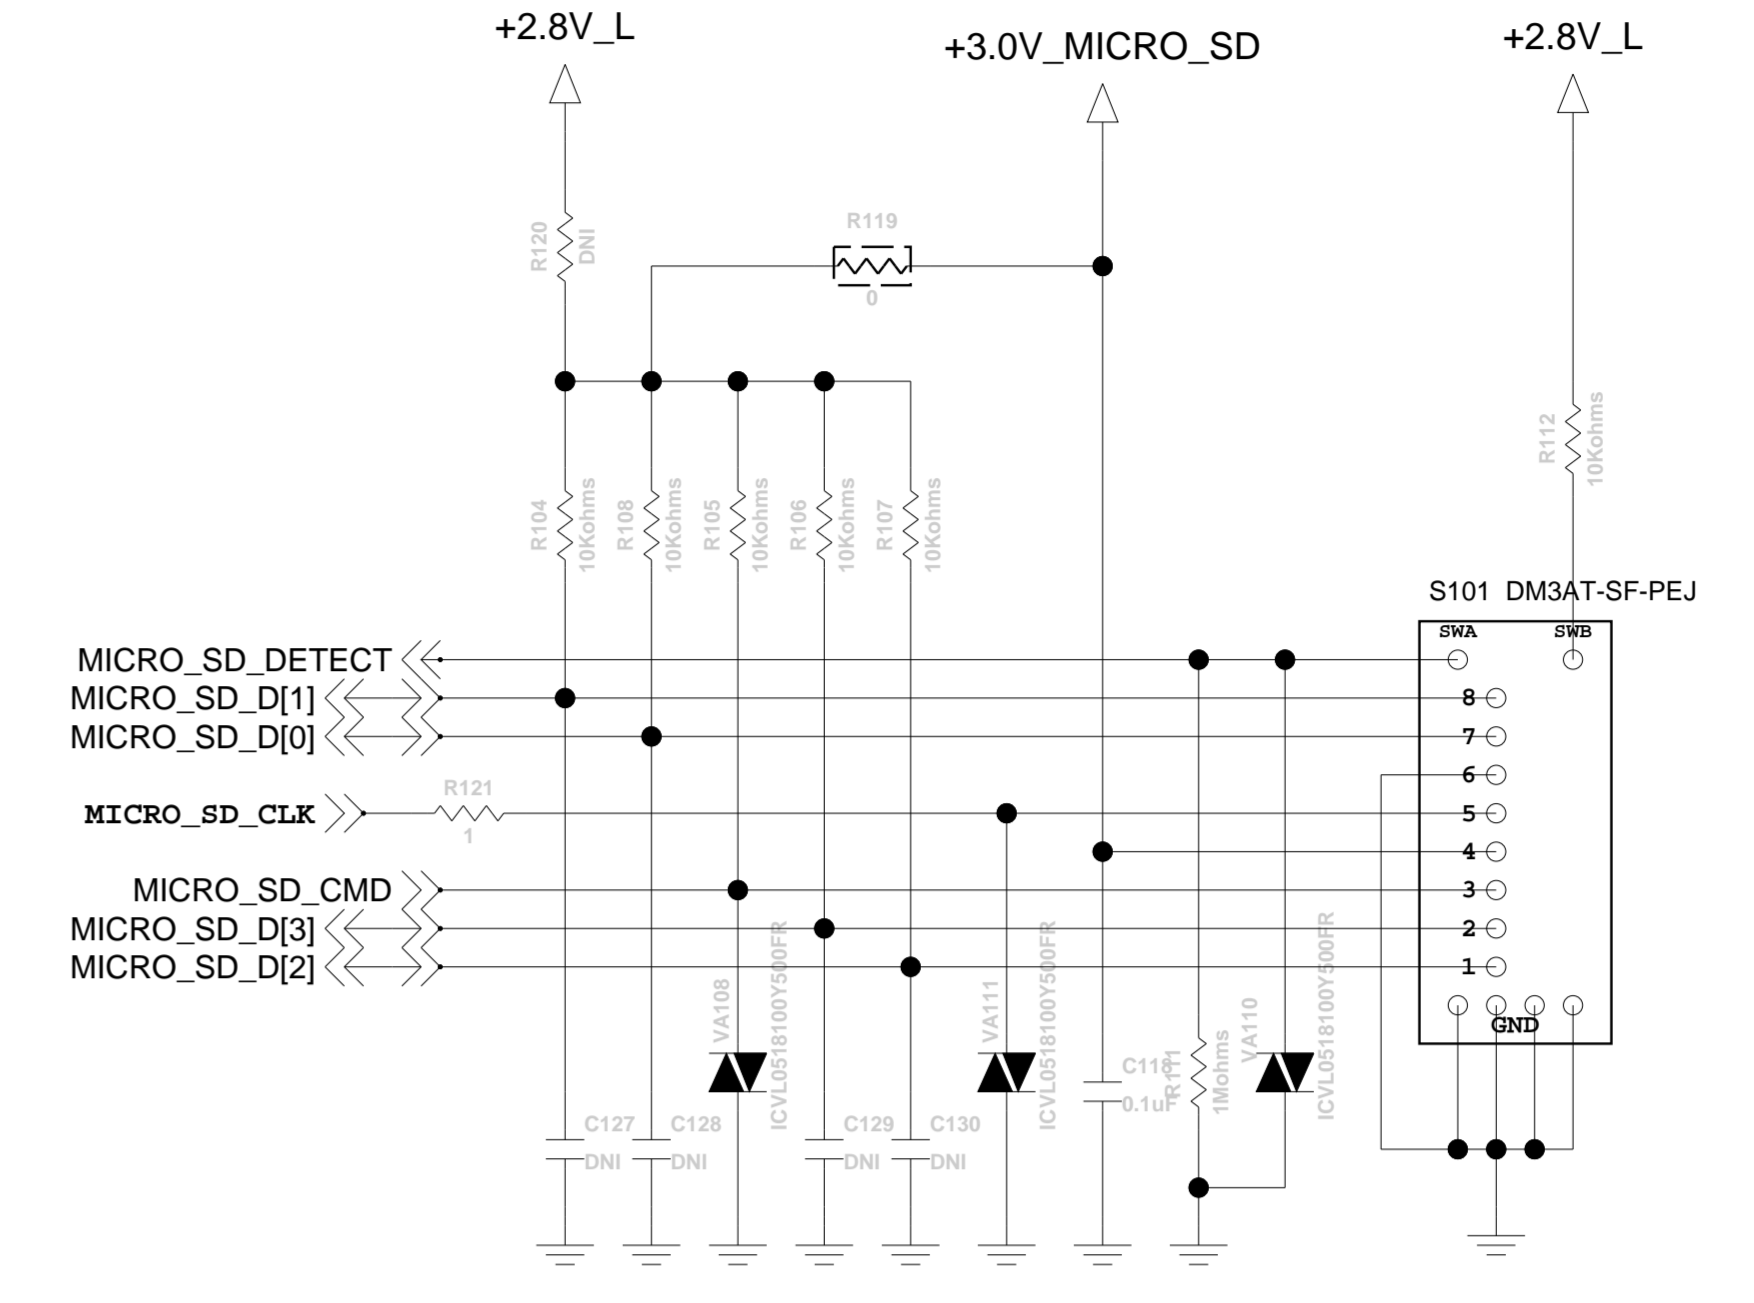 +2.8V_L
+3.0V_MICRO_SD
+2.8V_L
R119
0
R120
DNI
R112
10Kohms
R104
10Kohms
R108
10Kohms
R105
10Kohms
R106
10Kohms
R107
10Kohms
S101 DM3AT-SF-PEJ
SWA
SWB
MICRO_SD_DETECT
MICRO_SD_D[1]
8
MICRO_SD_D[0]
7
6
R121
MICRO_SD_CLK
1
5
4
MICRO_SD_CMD
3
MICRO_SD_D[3]
2
MICRO_SD_D[2]
1
GND
VA108
ICVL0518100Y500FR
VA111
ICVL0518100Y500FR
C118
0.1uF
R111
1Mohms
VA110
ICVL0518100Y500FR
C127
DNI
C128
DNI
C129
DNI
C130
DNI